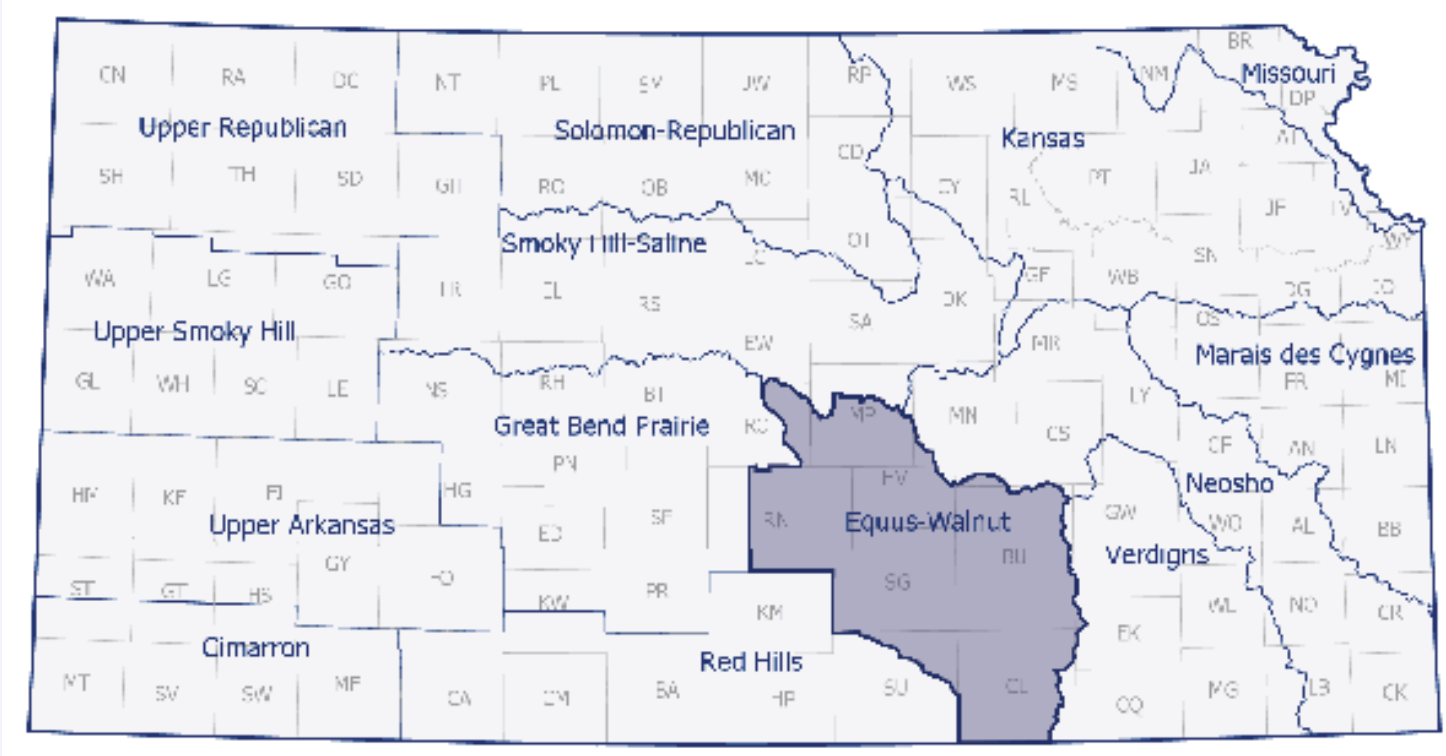 BR
CN RA DC NT PL SM JW RP WS MS NM Missouri
DP
Upper Republican Solomon-Republican Kansas
AT
SH TH SD GH RO OB MC CD CY RL PT JA
JF LV
Smoky Hill-Saline OT SN WY
WA LG GO TR EL RS DK GF WB DG JO
SA OS
Upper Smoky Hill EW MR Marais des Cygnes
GL WH SC LE NS RH BT LY FR MI
Great Bend Prairie RC MP MN CS CF AN LN
PN
HM KE FI HG HV Neosho
Upper Arkansas SF RN Equus-Walnut GW WO AL BB
ED BU Verdigris
GY
ST GT HS FO KW PR SG KM WL NO CR
Cimarron Red Hills EK
MT SV SW ME CA CM BA HP SU CL CQ MG LB CK